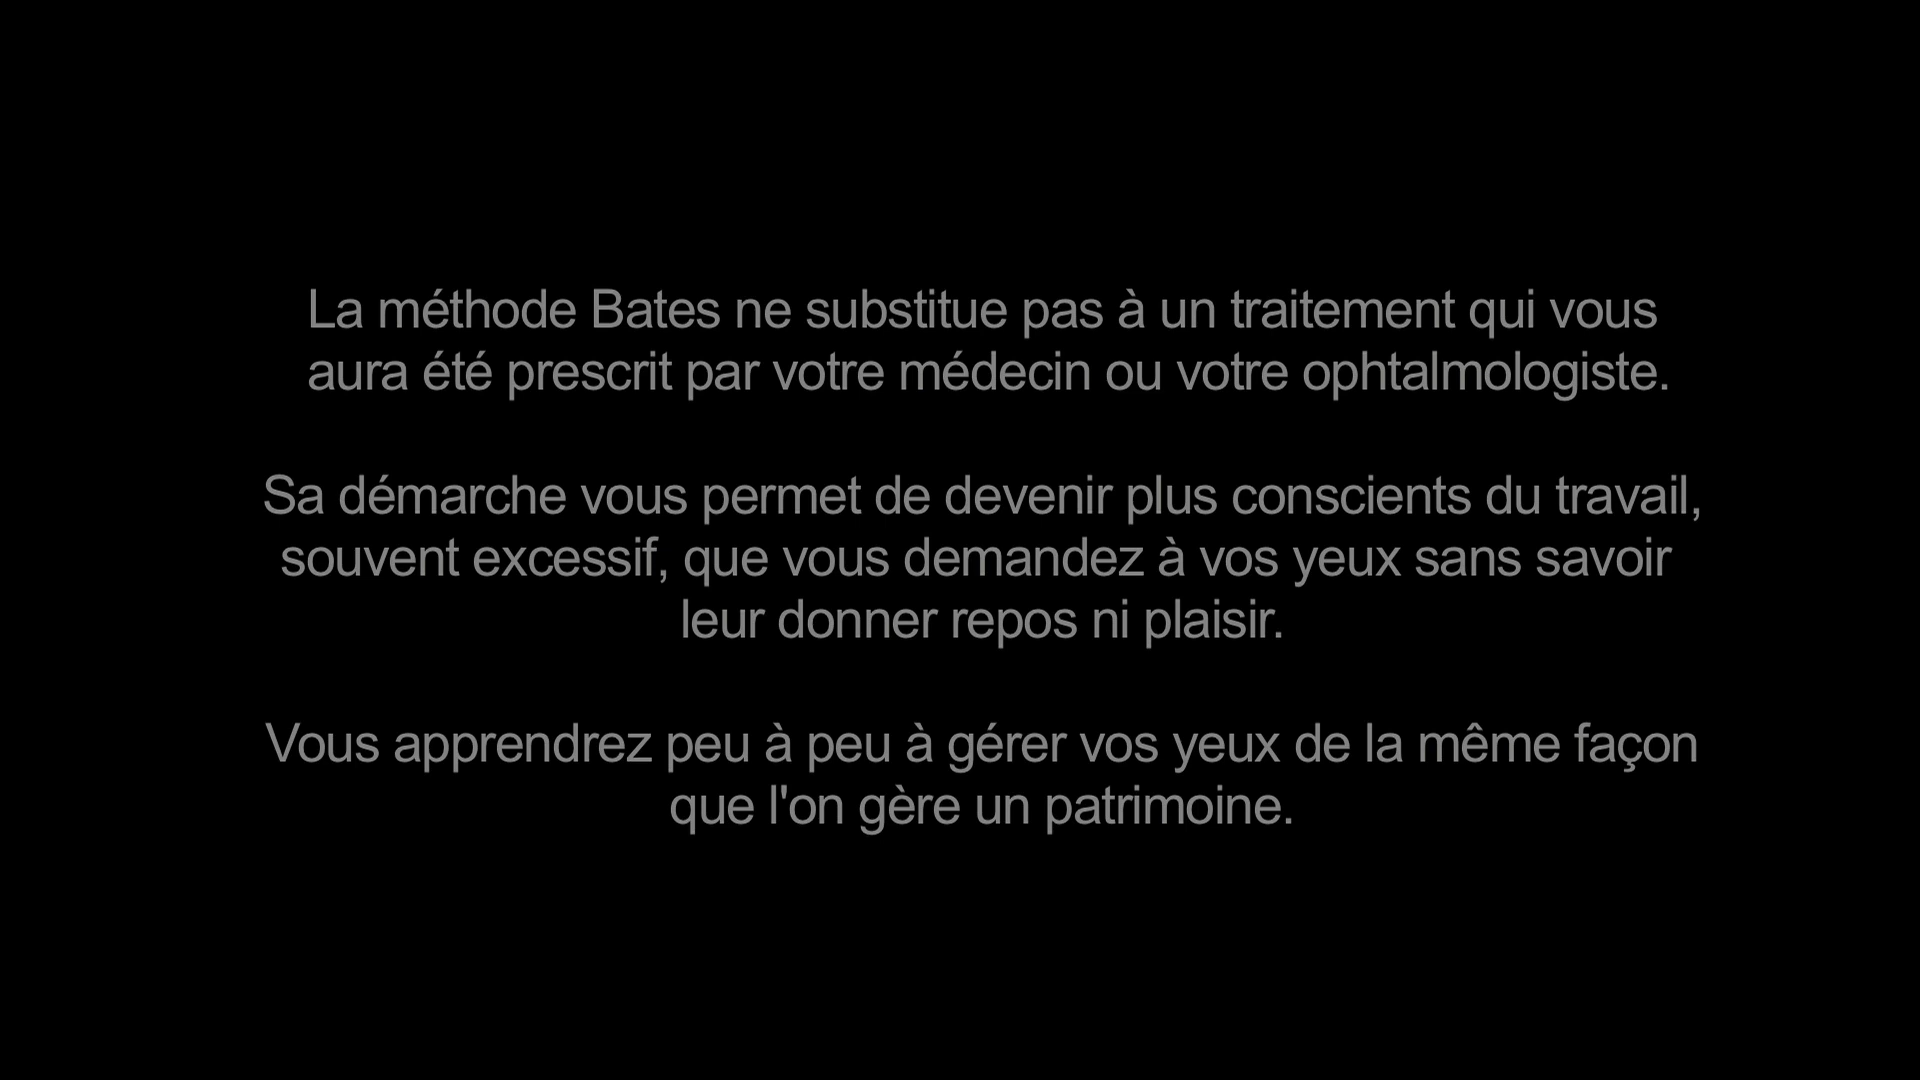 La méthode Bates ne substitue pas à un traitement qui vous
aura été prescrit par votre médecin ou votre ophtalmologiste.
Sa démarche vous permet de devenir plus conscients du travail,
souvent excessif, que vous demandez à vos yeux sans savoir
leur donner repos ni plaisir.
Vous apprendrez peu à peu à gérer vos yeux de la même façon
que l'on gère un patrimoine.